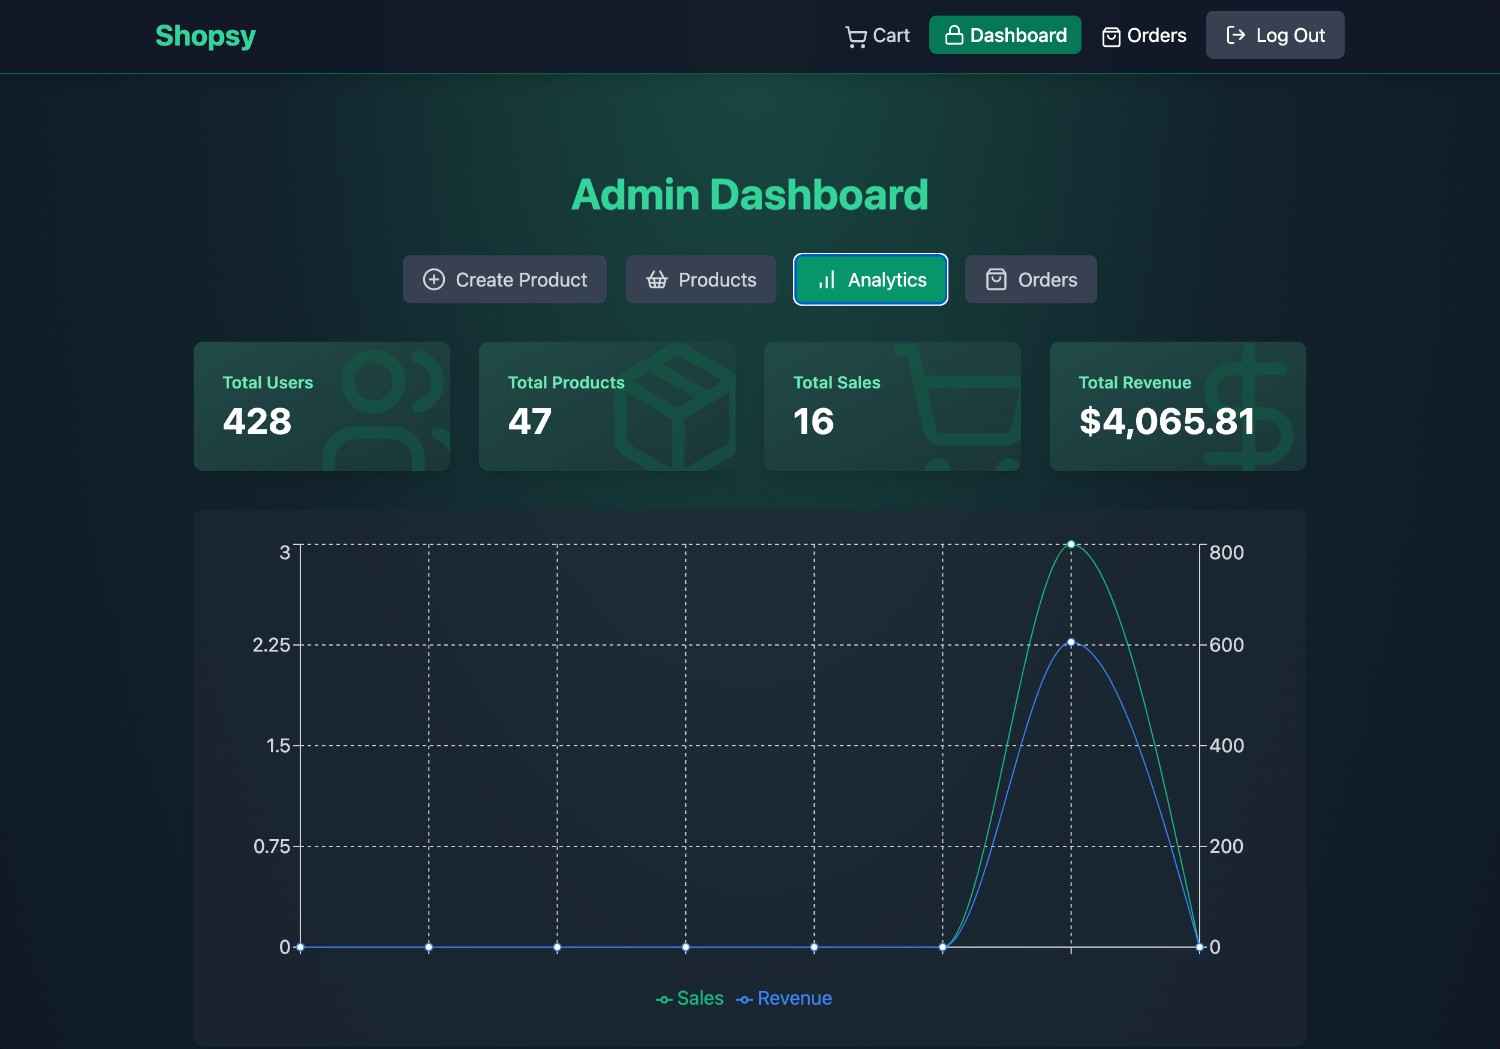 Shopsy
Cart
Dashboard
Orders
Log Out
Admin Dashboard
Create Product
Products
Analytics
Orders
Total Users
428
Total Products
47
Total Sales
16
Total Revenue
$4,065.81
3
2.25
1.5
0.75
0
800
600
400
200
0
Sales
Revenue